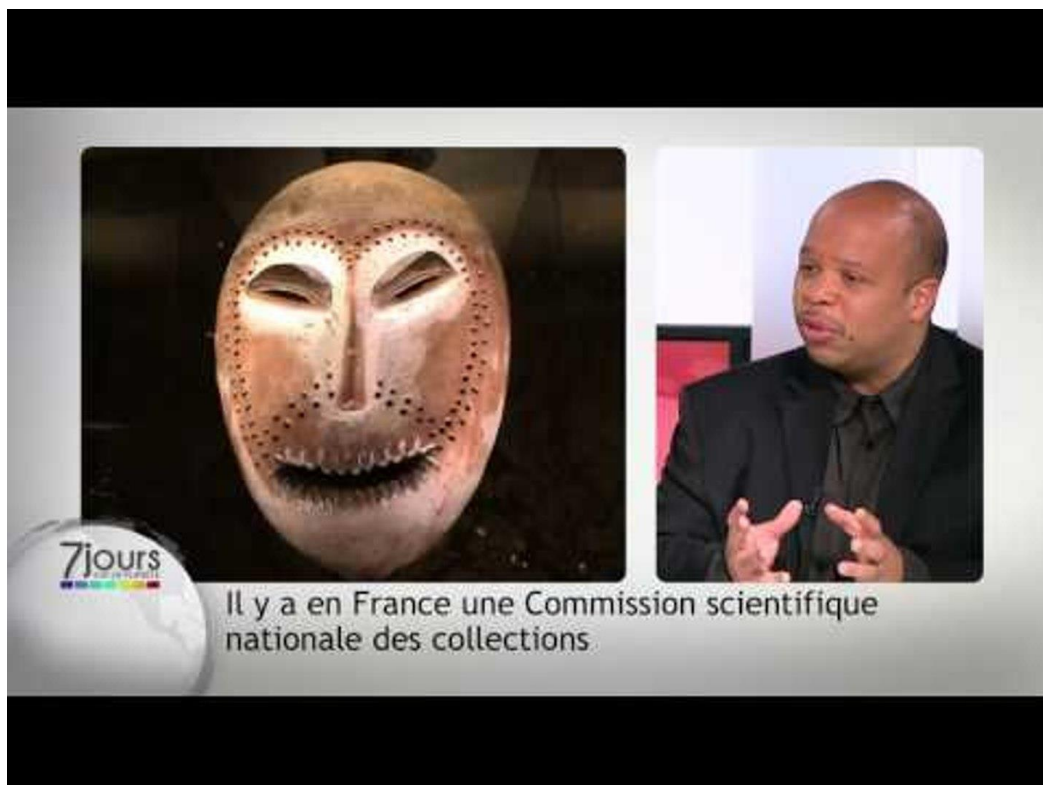 7jours
Il y a en France une Commission scientifique
nationale des collections